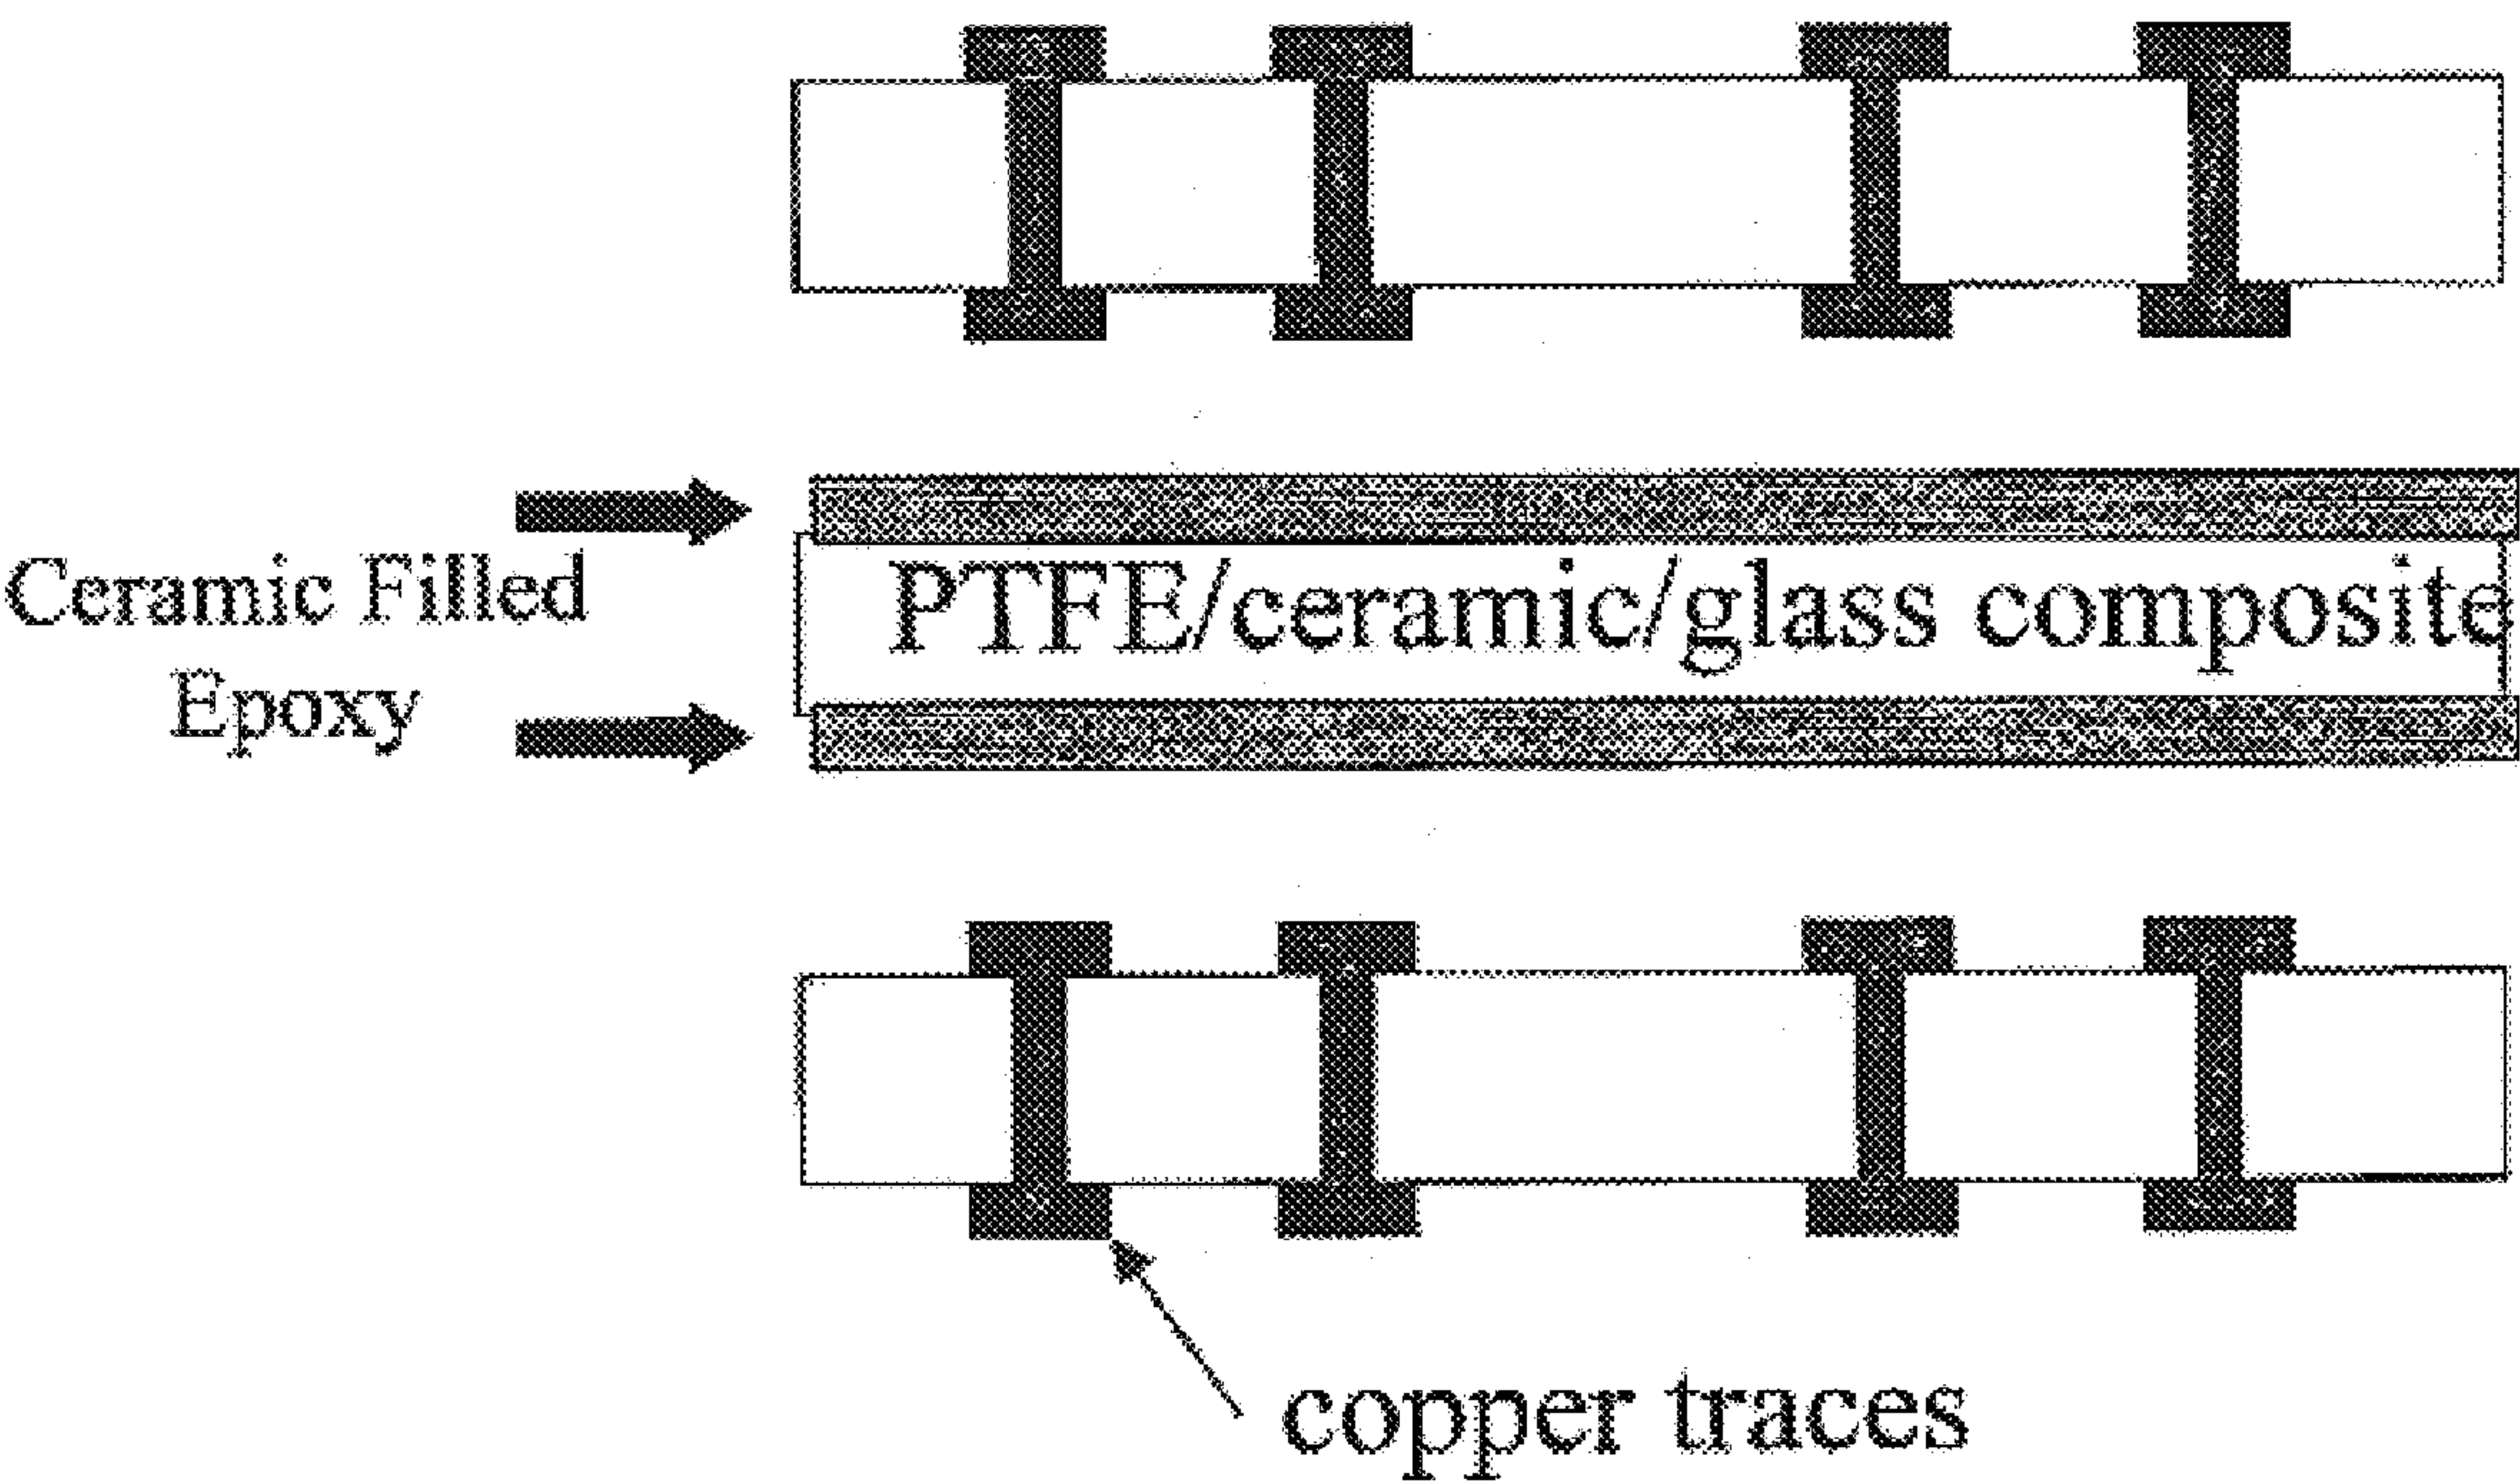 Ceramic Filled
Epoxy
PTFE/ceramic/glass composite
copper traces